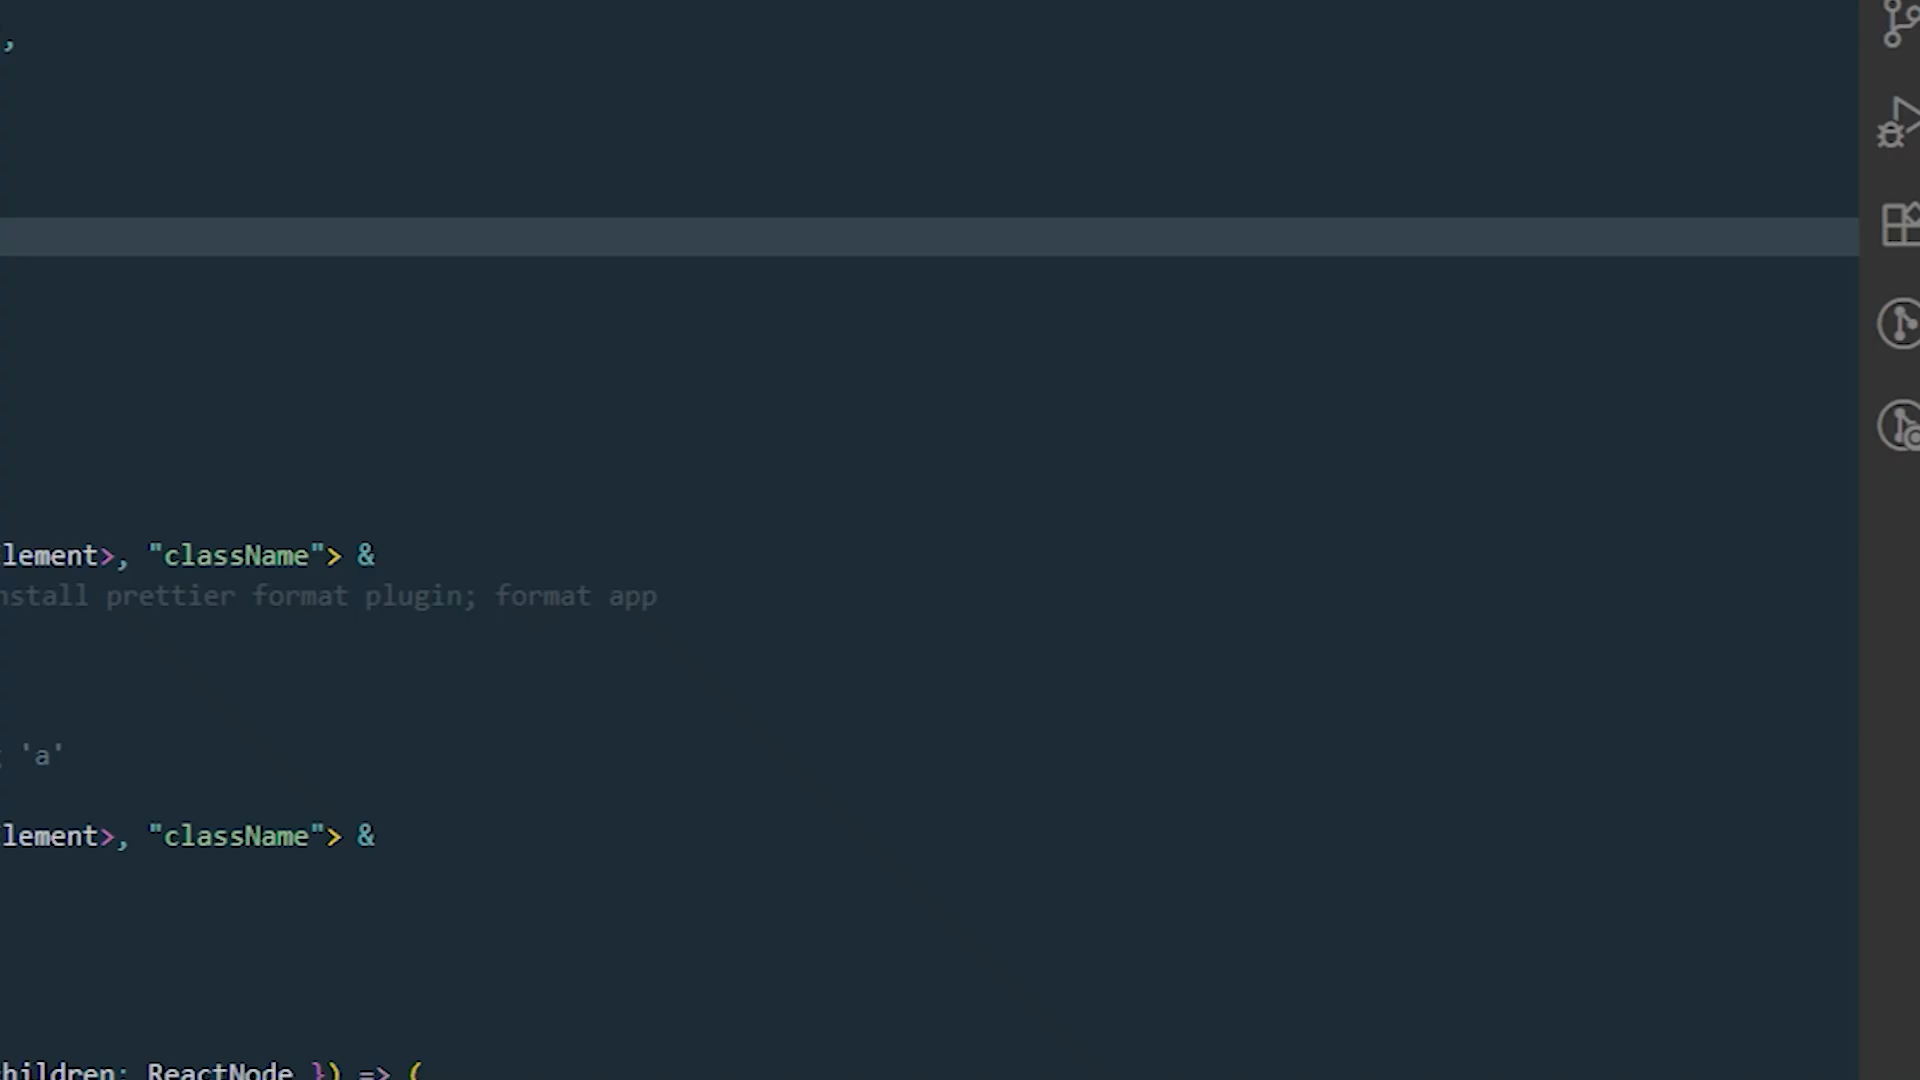 ,
lement>, "className"> &
nstall prettier format plugin; format app
'a'
lement>, "className"> &
hildren: ReactNode }) => (